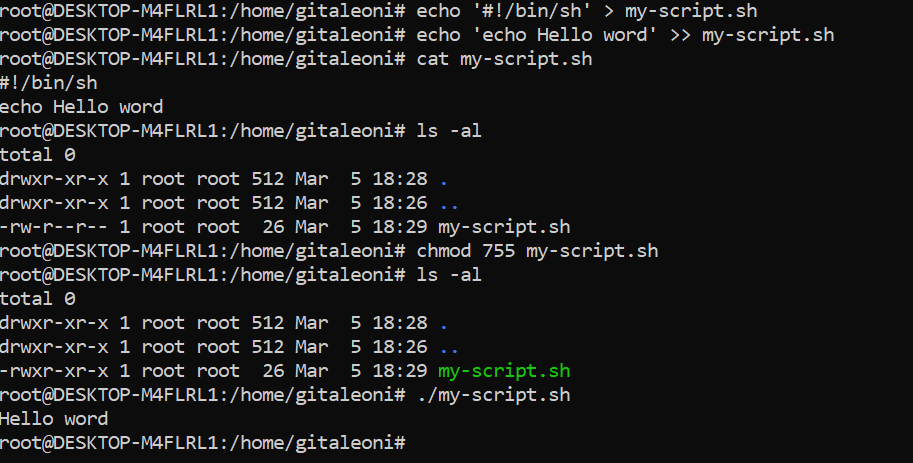 root@DESKTOP-M4FLRL1:/home/gitaleoni# echo '#!/bin/sh' > my-script.sh
root@DESKTOP-M4FLRL1:/home/gitaleoni# echo 'echo Hello word' >> my-script.sh
root@DESKTOP-M4FLRL1:/home/gitaleoni# cat my-script.sh
#!/bin/sh
echo Hello word
root@DESKTOP-M4FLRL1:/home/gitaleoni# ls -al
total 0
drwxr-xr-x 1 root root 512 Mar  5 18:28 .
drwxr-xr-x 1 root root 512 Mar  5 18:26 ..
-rw-r--r-- 1 root root  26 Mar  5 18:29 my-script.sh
root@DESKTOP-M4FLRL1:/home/gitaleoni# chmod 755 my-script.sh
root@DESKTOP-M4FLRL1:/home/gitaleoni# ls -al
total 0
drwxr-xr-x 1 root root 512 Mar  5 18:28 .
drwxr-xr-x 1 root root 512 Mar  5 18:26 ..
-rwxr-xr-x 1 root root  26 Mar  5 18:29 my-script.sh
root@DESKTOP-M4FLRL1:/home/gitaleoni# ./my-script.sh
Hello word
root@DESKTOP-M4FLRL1:/home/gitaleoni#